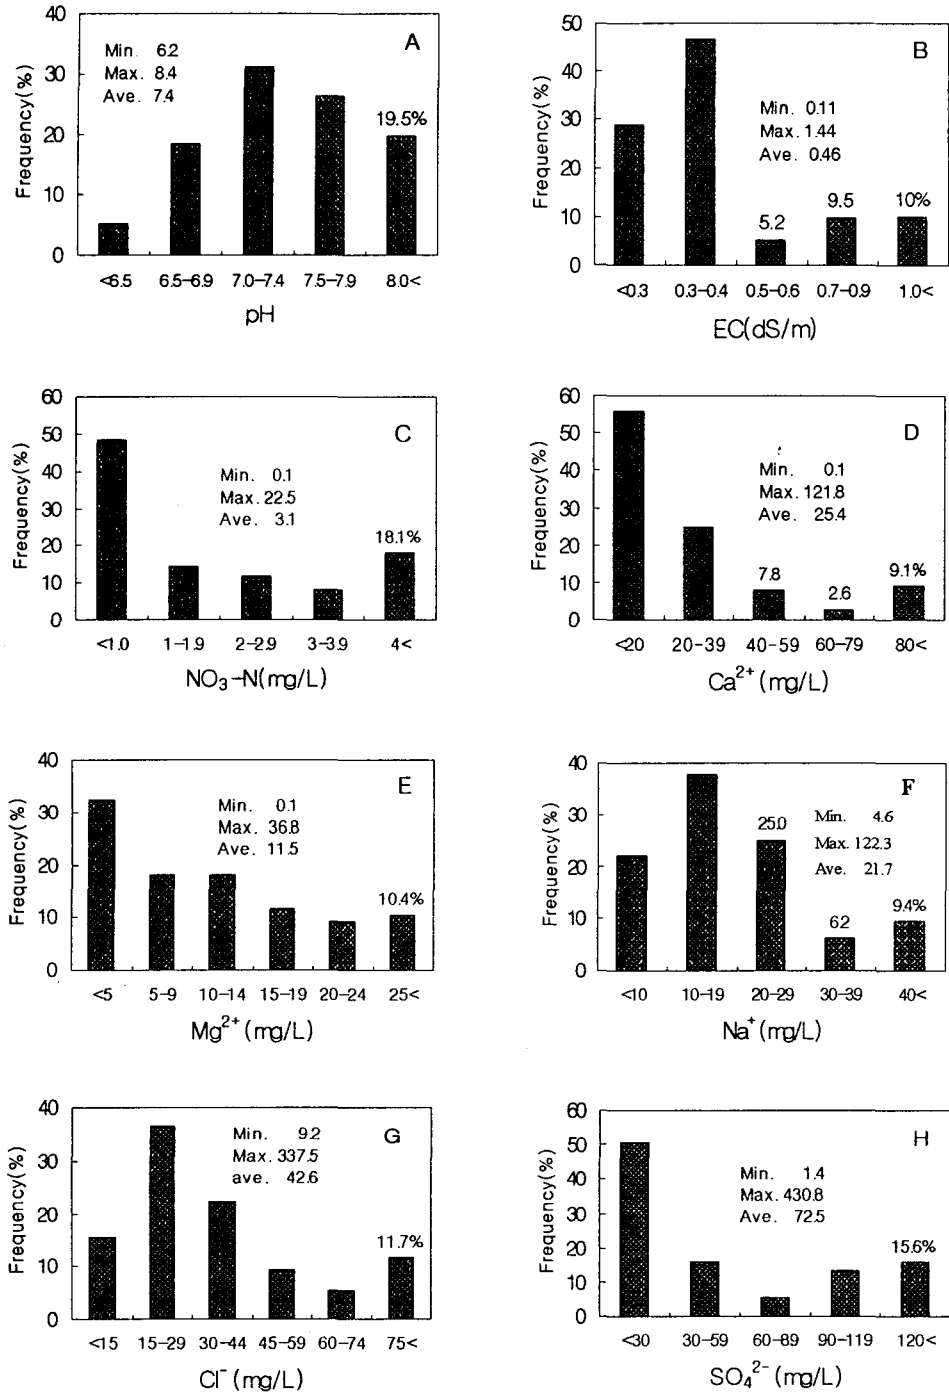 A
Min. 6.2
Max. 8.4
Ave. 7.4
19.5%
Frequency(%)
40
30
20
10
0
<6.5 6.5-6.9 7.0-7.4 7.5-7.9 8.0<
pH
B
Min. 0.11
Max. 1.44
Ave. 0.46
5.2 9.5 10%
Frequency(%)
50
40
30
20
10
0
<0.3 0.3-0.4 0.5-0.6 0.7-0.9 1.0<
EC(dS/m)
C
Min. 0.1
Max. 22.5
Ave. 3.1
18.1%
Frequency(%)
60
50
40
30
20
10
0
<1.0 1-1.9 2-2.9 3-3.9 4<
NO₃-N(mg/L)
D
Min. 0.1
Max. 121.8
Ave. 25.4
7.8 2.6 9.1%
Frequency(%)
60
50
40
30
20
10
0
<20 20-39 40-59 60-79 80<
Ca²⁺(mg/L)
E
Min. 0.1
Max. 36.8
Ave. 11.5
10.4%
Frequency(%)
40
30
20
10
0
<5 5-9 10-14 15-19 20-24 25<
Mg²⁺(mg/L)
F
Min. 4.6
Max. 122.3
Ave. 21.7
25.0 6.2 9.4%
Frequency(%)
40
30
20
10
0
<10 10-19 20-29 30-39 40<
Na⁺(mg/L)
G
Min. 9.2
Max. 337.5
ave. 42.6
11.7%
Frequency(%)
40
30
20
10
0
<15 15-29 30-44 45-59 60-74 75<
Cl⁻(mg/L)
H
Min. 1.4
Max. 430.8
Ave. 72.5
15.6%
Frequency(%)
60
50
40
30
20
10
0
<30 30-59 60-89 90-119 120<
SO₄²⁻(mg/L)